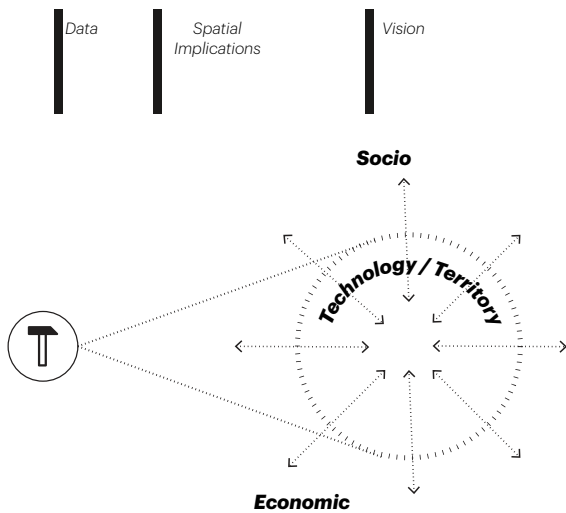 Data
Spatial
Implications
Vision
Socio
Technology / Territory
Economic